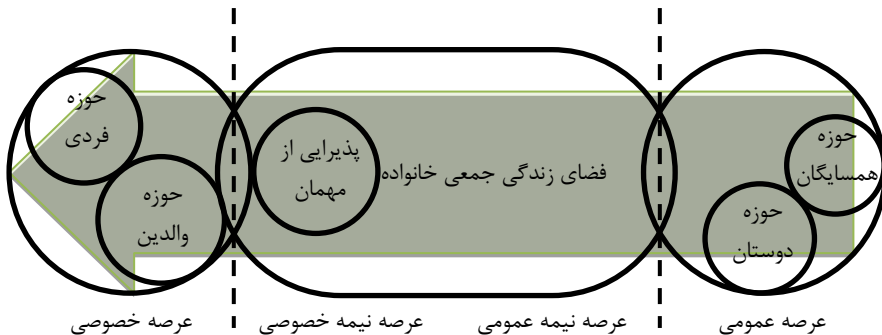 حوزه
همسایگان
حوزه
دوستان
فضای زندگی جمعی خانواده
پذیرایی از
مهمان
حوزه
فردی
حوزه
والدین
عرصه عمومی
عرصه نیمه عمومی
عرصه نیمه خصوصی
عرصه خصوصی